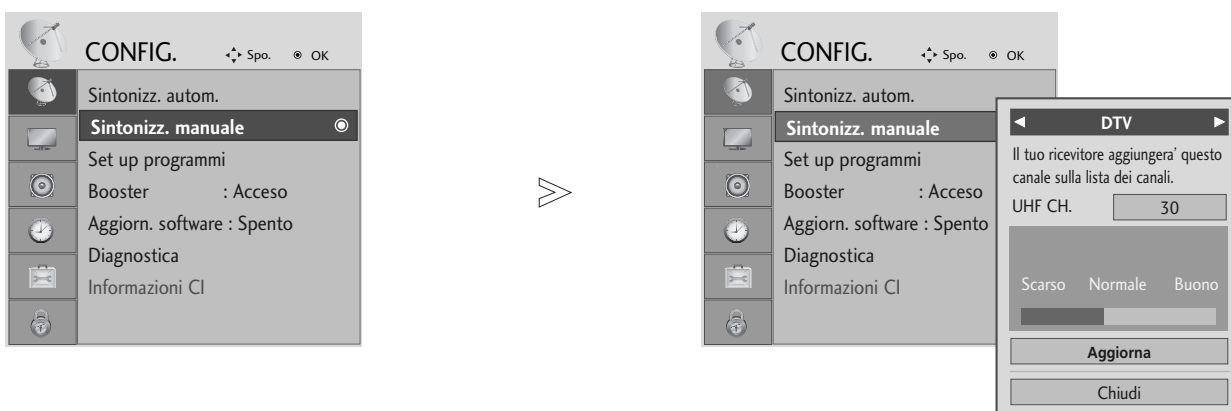 CONFIG. Spo. OK
Sintonizz. autom.
Sintonizz. manuale
Set up programmi
Booster : Acceso
Aggiorn. software : Spento
Diagnostica
Informazioni CI
CONFIG. Spo. OK
Sintonizz. autom.
Sintonizz. manuale
Set up programmi
Booster : Acceso
Aggiorn. software : Spento
Diagnostica
Informazioni CI
DTV
Il tuo ricevitore aggiungera' questo
canale sulla lista dei canali.
UHF CH. 30
Scarso Normale Buono
Aggiorna
Chiudi